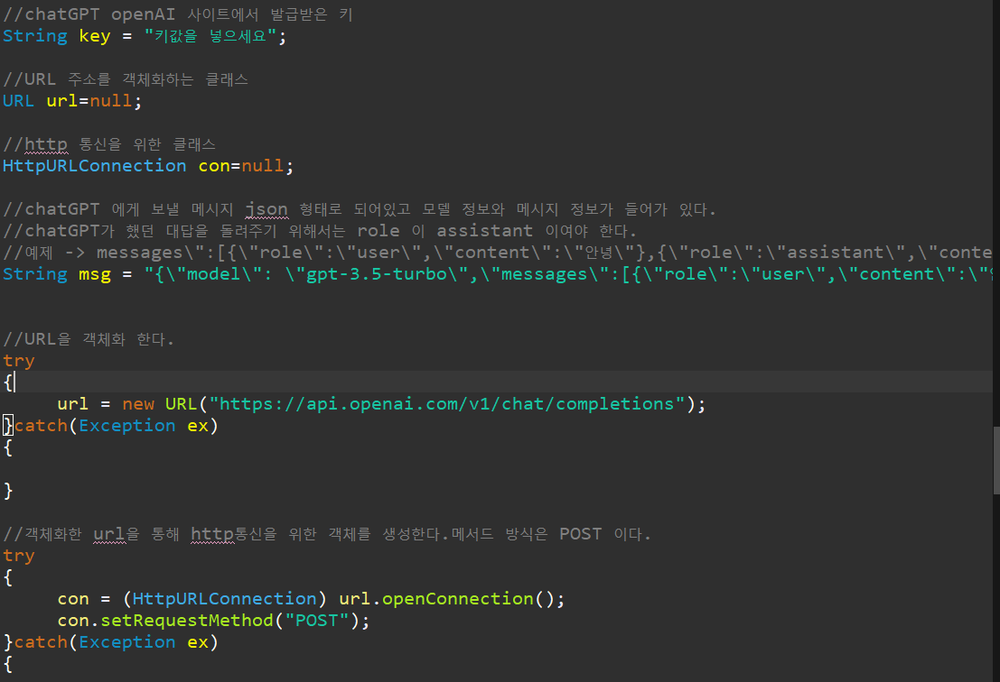 //chatGPT openAI 사이트에서 발급받은 키
String key = "키값을 넣으세요";
//URL 주소를 객체화하는 클래스
URL url=null;
//http 통신을 위한 클래스
HttpURLConnection con=null;
//chatGPT 에게 보낼 메시지 json 형태로 되어있고 모델 정보와 메시지 정보가 들어가 있다.
//chatGPT가 했던 대답을 돌려주기 위해서는 role 이 assistant 이여야 한다.
//예제 -> messages\":[{\"role\":\"user\",\"content\":\"안녕\"},{\"role\":\"assistant\",\"conte
String msg = "{\"model\": \"gpt-3.5-turbo\",\"messages\":[{\"role\":\"user\",\"content\":\"
//URL을 객체화 한다.
try
{
url = new URL("https://api.openai.com/v1/chat/completions");
}catch(Exception ex)
{
}
//객체화한 url을 통해 http통신을 위한 객체를 생성한다.메서드 방식은 POST 이다.
try
{
con = (HttpURLConnection) url.openConnection();
con.setRequestMethod("POST");
}catch(Exception ex)
{